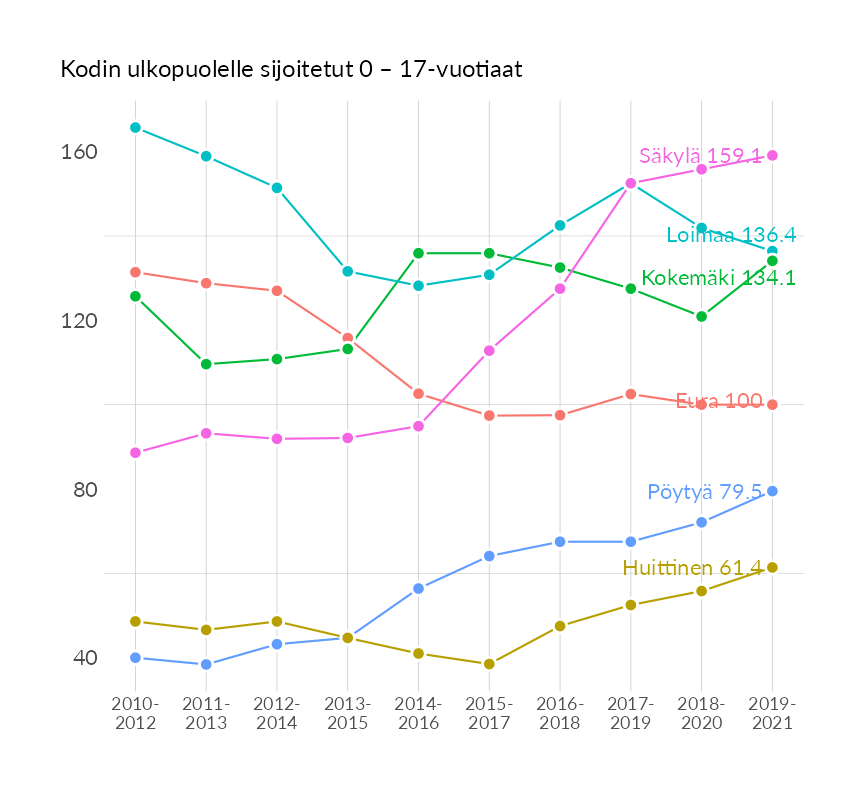 Kodin ulkopuolelle sijoitetut 0 – 17-vuotiaat
160
Säkylä 159.1
Loimaa 136.4
Kokemäki 134.1
120
Eura 100
80
Pöytyä 79.5
Huittinen 61.4
40
2010- 2011- 2012- 2013- 2014- 2015- 2016- 2017- 2018- 2019-
2012 2013 2014 2015 2016 2017 2018 2019 2020 2021